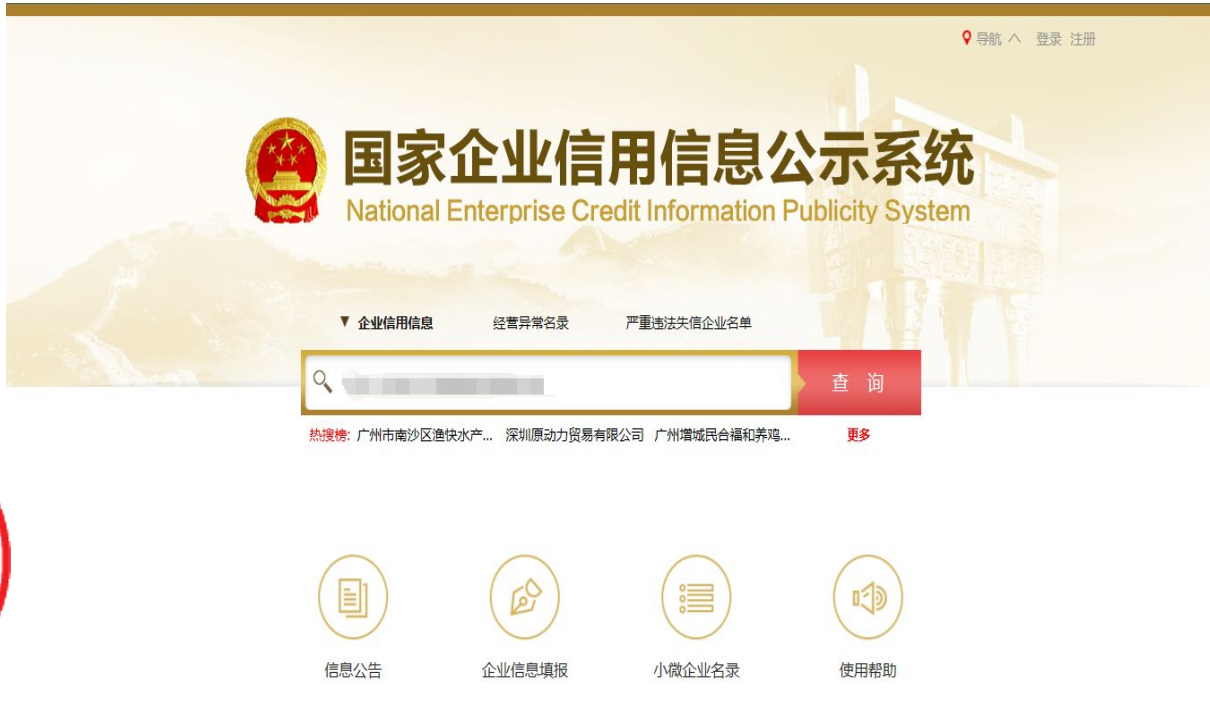 导航 登录 注册
国家企业信用信息公示系统
National Enterprise Credit Information Publicity System
企业信用信息 经营异常名录 严重违法失信企业名单
查 询
热搜榜: 广州市南沙区渔快水产... 深圳原动力贸易有限公司 广州增城民合福和养鸡... 更多
信息公告 企业信息填报 小微企业名录 使用帮助